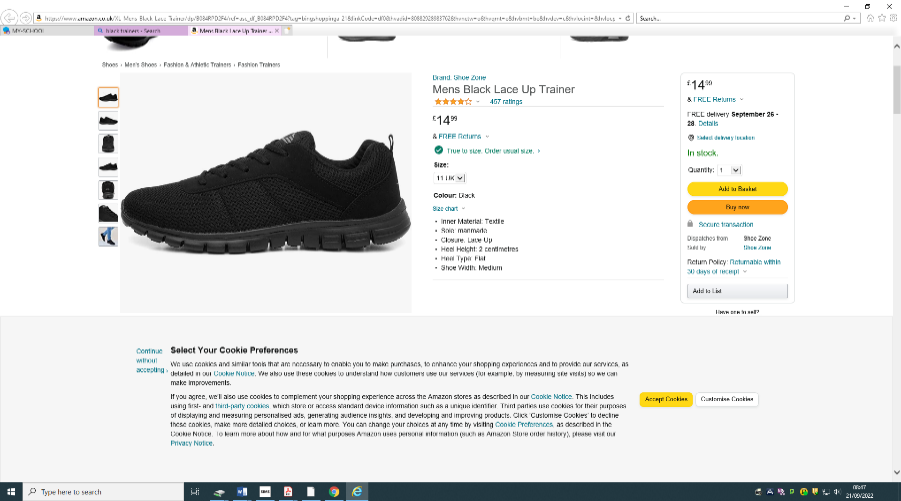 https://www.amazon.co.uk/XL-Mens-Black-Lace-Trainer/dp/
Search...
MY-SCHOOL
black trainers - Search
Mens Black Lace Up Trainer ...
Shoes › Men's Shoes › Fashion & Athletic Trainers › Fashion Trainers
Brand: Shoe Zone
Mens Black Lace Up Trainer
457 ratings
£14.99
& FREE Returns
True to size. Order usual size. ›
Size:
11 UK
Colour: Black
Size chart
• Inner Material: Textile
• Sole: manmade
• Closure: Lace Up
• Heel Height: 2 centimetres
• Heel Type: Flat
• Shoe Width: Medium
£14.99
& FREE Returns
FREE delivery September 26 -
28. Details
Select delivery location
In stock.
Quantity: 1
Add to Basket
Buy now
Secure transaction
Dispatches from Shoe Zone
Sold by Shoe Zone
Return Policy: Returnable within
30 days of receipt
Add to List
Have one to sell?
Continue
without
accepting
Select Your Cookie Preferences
We use cookies and similar tools that are necessary to enable you to make purchases, to enhance your shopping experiences and to provide our services, as
detailed in our Cookie Notice. We also use these cookies to understand how customers use our services (for example, by measuring site visits) so we can
make improvements.
If you agree, we'll also use cookies to complement your shopping experience across the Amazon stores as described in our Cookie Notice. This includes
using first- and third-party cookies, which store or access standard device information such as a unique identifier. Third parties use cookies for their purposes
of displaying and measuring personalised ads, generating audience insights, and developing and improving products. Click 'Customise Cookies' to decline
these cookies, make more detailed choices, or learn more. You can change your choices at any time by visiting Cookie Preferences, as described in the
Cookie Notice. To learn more about how and for what purposes Amazon uses personal information (such as Amazon Store order history), please visit our
Privacy Notice.
Accept Cookies
Customise Cookies
Type here to search
08:47
21/09/2022